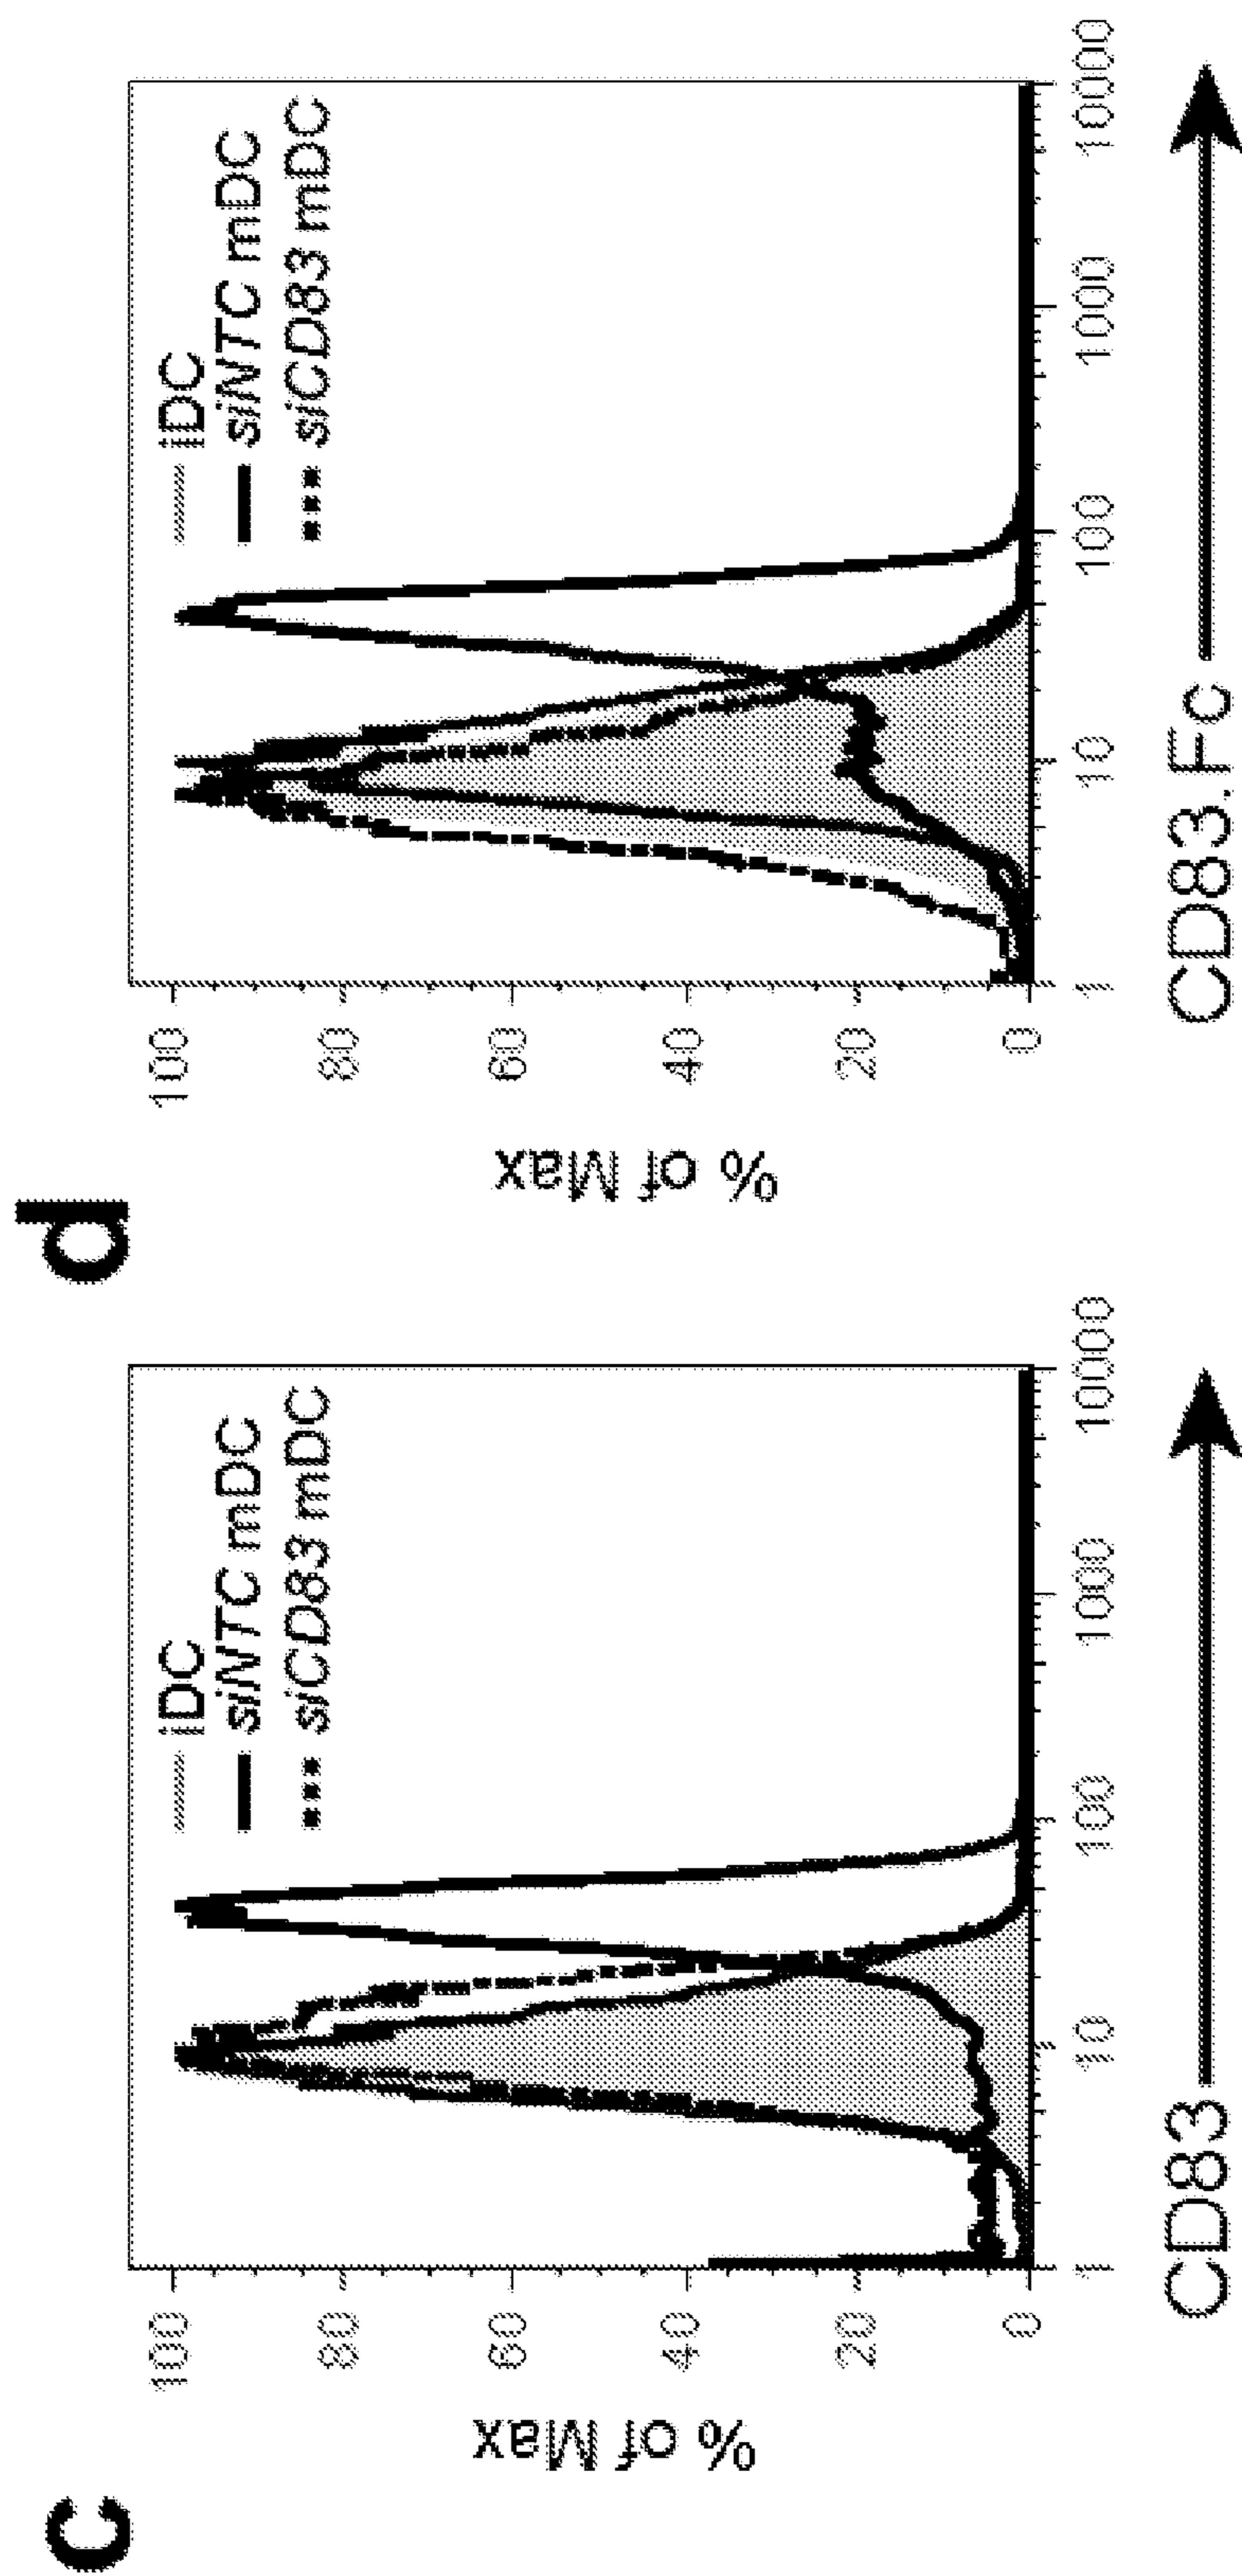 c
% of Max
100
80
60
40
20
0
iDC
siNTC mDC
siCD83 mDC
1 10 100 1000 10000
CD83
d
% of Max
100
80
60
40
20
0
iDC
siNTC mDC
siCD83 mDC
1 10 100 1000 10000
CD83.Fc